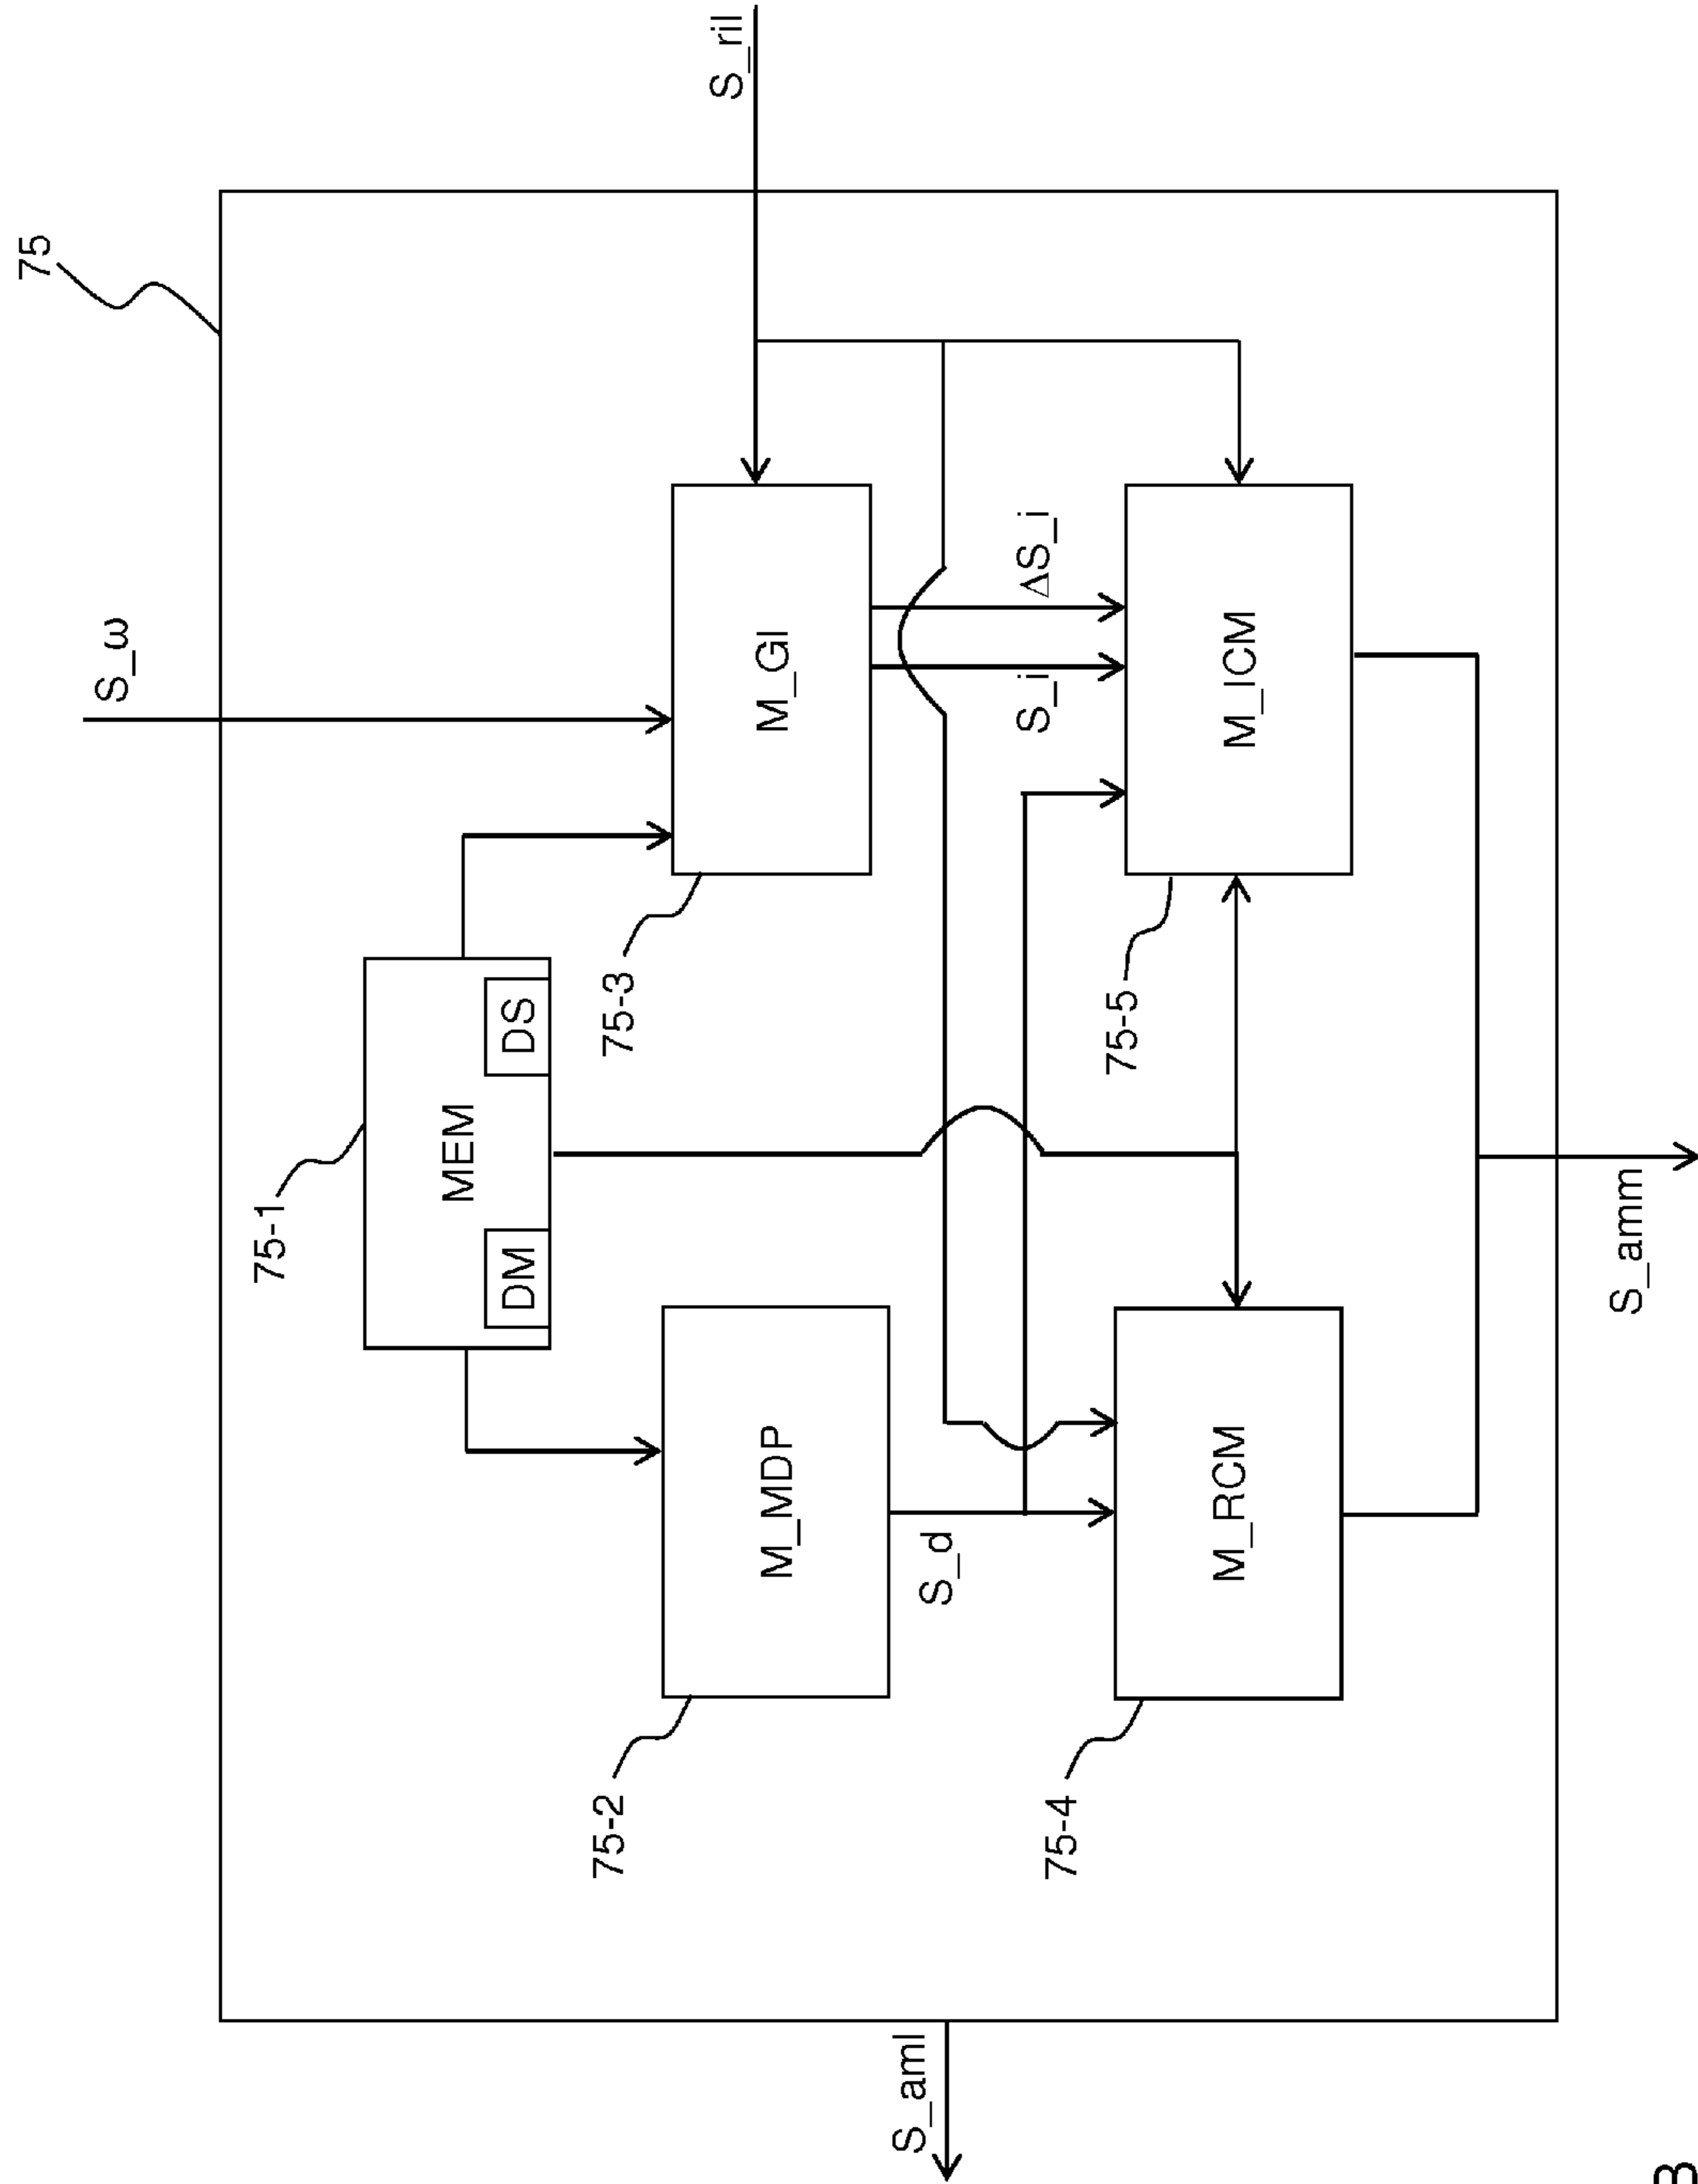 75
S_ω
75-1
MEM
DM
DS
75-2
75-3
S_ril
M_MDP
M_GI
S_aml
S_d
S_i
ΔS_i
75-4
75-5
M_RCM
M_ICM
S_amm